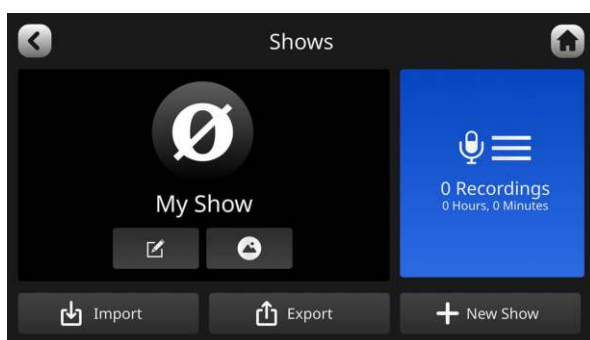 Shows
Ø
My Show
0 Recordings
0 Hours, 0 Minutes
Import
Export
New Show